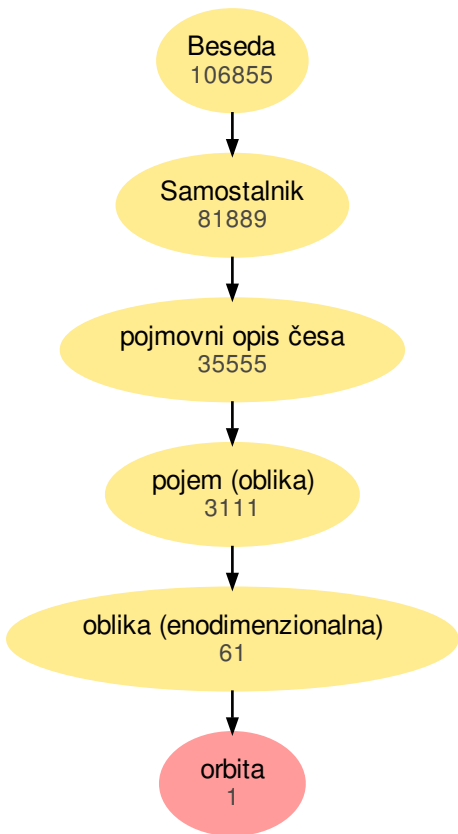 Beseda
106855
Samostalnik
81889
pojmovni opis česa
35555
pojem (oblika)
3111
oblika (enodimenzionalna)
61
orbita
1